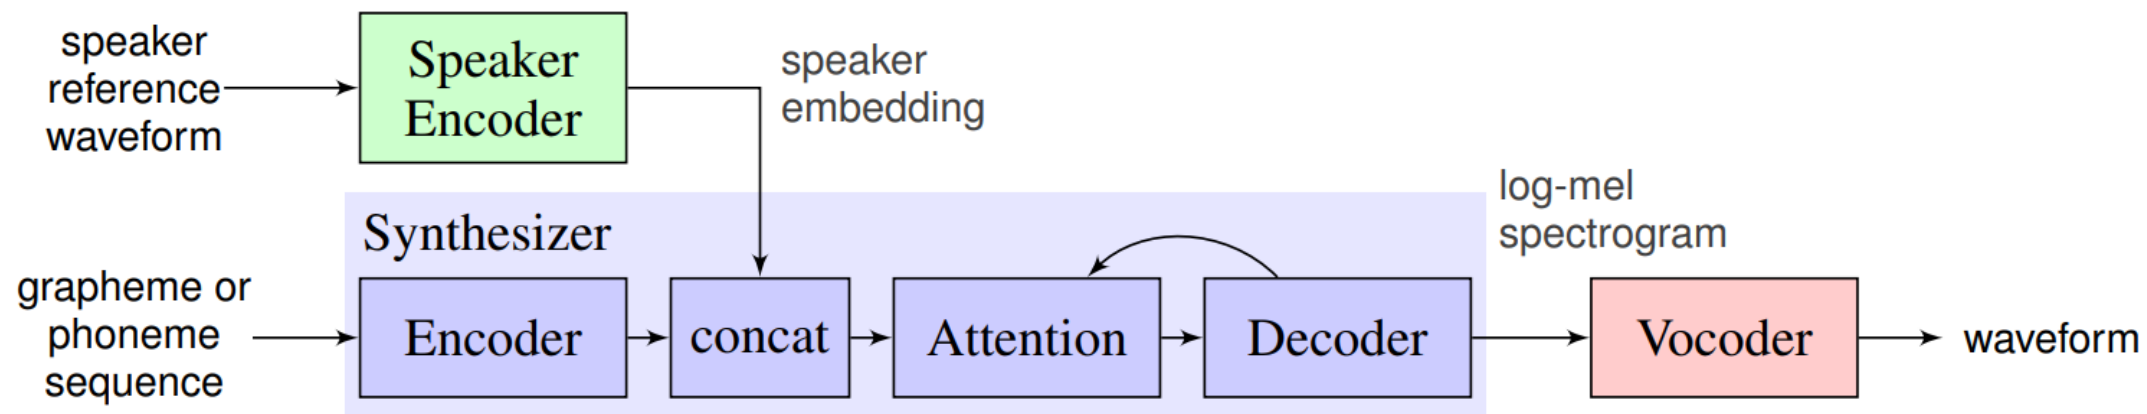 speaker
reference
waveform
Speaker
Encoder
speaker
embedding
log-mel
spectrogram
Synthesizer
grapheme or
phoneme
sequence
Encoder
concat
Attention
Decoder
Vocoder
waveform